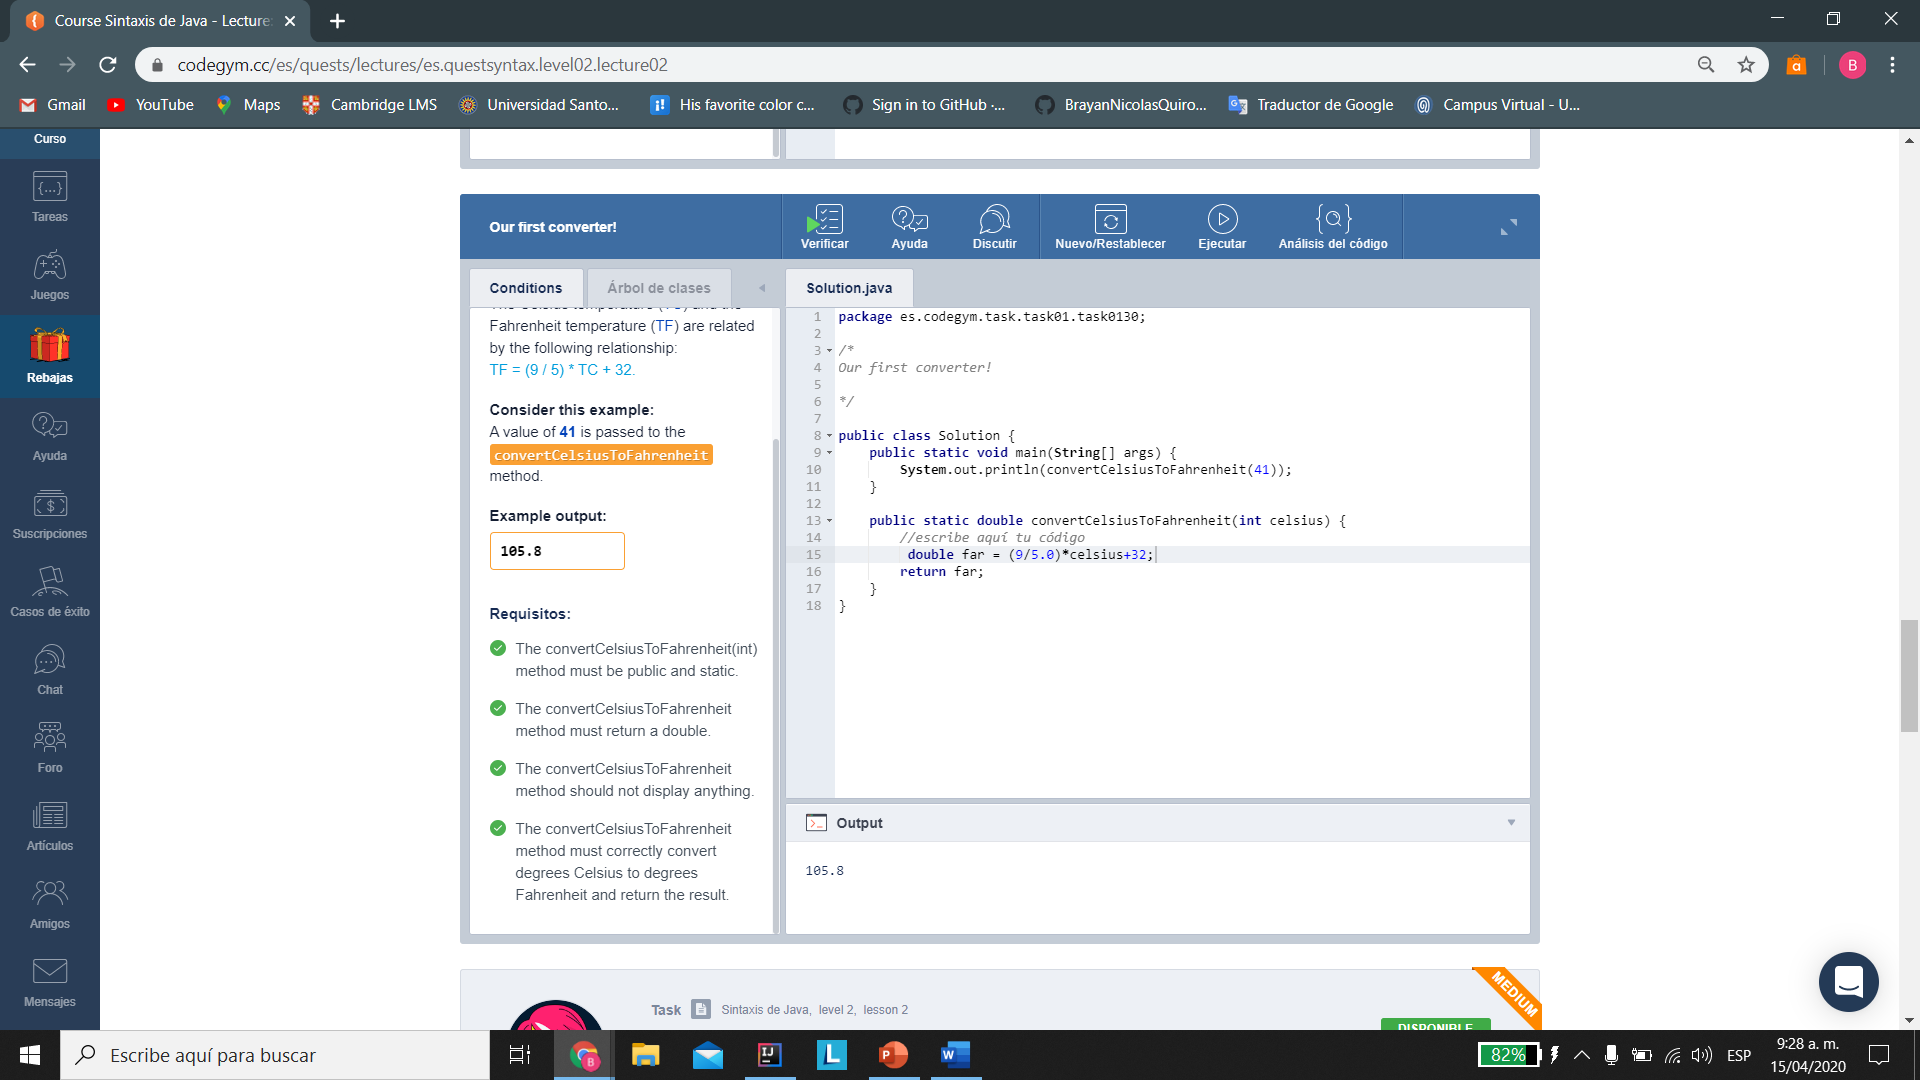 Course Sintaxis de Java - Lecture:
codegym.cc/es/quests/lectures/es.questsyntax.level02.lecture02
B
Gmail
YouTube
Maps
Cambridge LMS
Universidad Santo...
His favorite color c...
Sign in to GitHub ·...
BrayanNicolasQuiro...
Traductor de Google
Campus Virtual - U...
Curso
Tareas
Juegos
Rebajas
Ayuda
Suscripciones
Casos de éxito
Chat
Foro
Artículos
Amigos
Mensajes
Our first converter!
Verificar
Ayuda
Discutir
Nuevo/Restablecer
Ejecutar
Análisis del código
Conditions
Árbol de clases
Fahrenheit temperature (TF) are related
by the following relationship:
TF = (9 / 5) * TC + 32.
Consider this example:
A value of 41 is passed to the
convertCelsiusToFahrenheit
method.
Example output:
105.8
Requisitos:
The convertCelsiusToFahrenheit(int)
method must be public and static.
The convertCelsiusToFahrenheit
method must return a double.
The convertCelsiusToFahrenheit
method should not display anything.
The convertCelsiusToFahrenheit
method must correctly convert
degrees Celsius to degrees
Fahrenheit and return the result.
Solution.java
1 package es.codegym.task.task01.task0130;
2
3 /*
4 Our first converter!
5
6 */
7
8 public class Solution {
9 public static void main(String[] args) {
10 System.out.println(convertCelsiusToFahrenheit(41));
11 }
12
13 public static double convertCelsiusToFahrenheit(int celsius) {
14 //escribe aquí tu código
15 double far = (9/5.0)*celsius+32;
16 return far;
17 }
18 }
Output
105.8
Task
Sintaxis de Java, level 2, lesson 2
MEDIUM
DISPONIBLE
Escribe aquí para buscar
82%
ESP
9:28 a. m.
15/04/2020